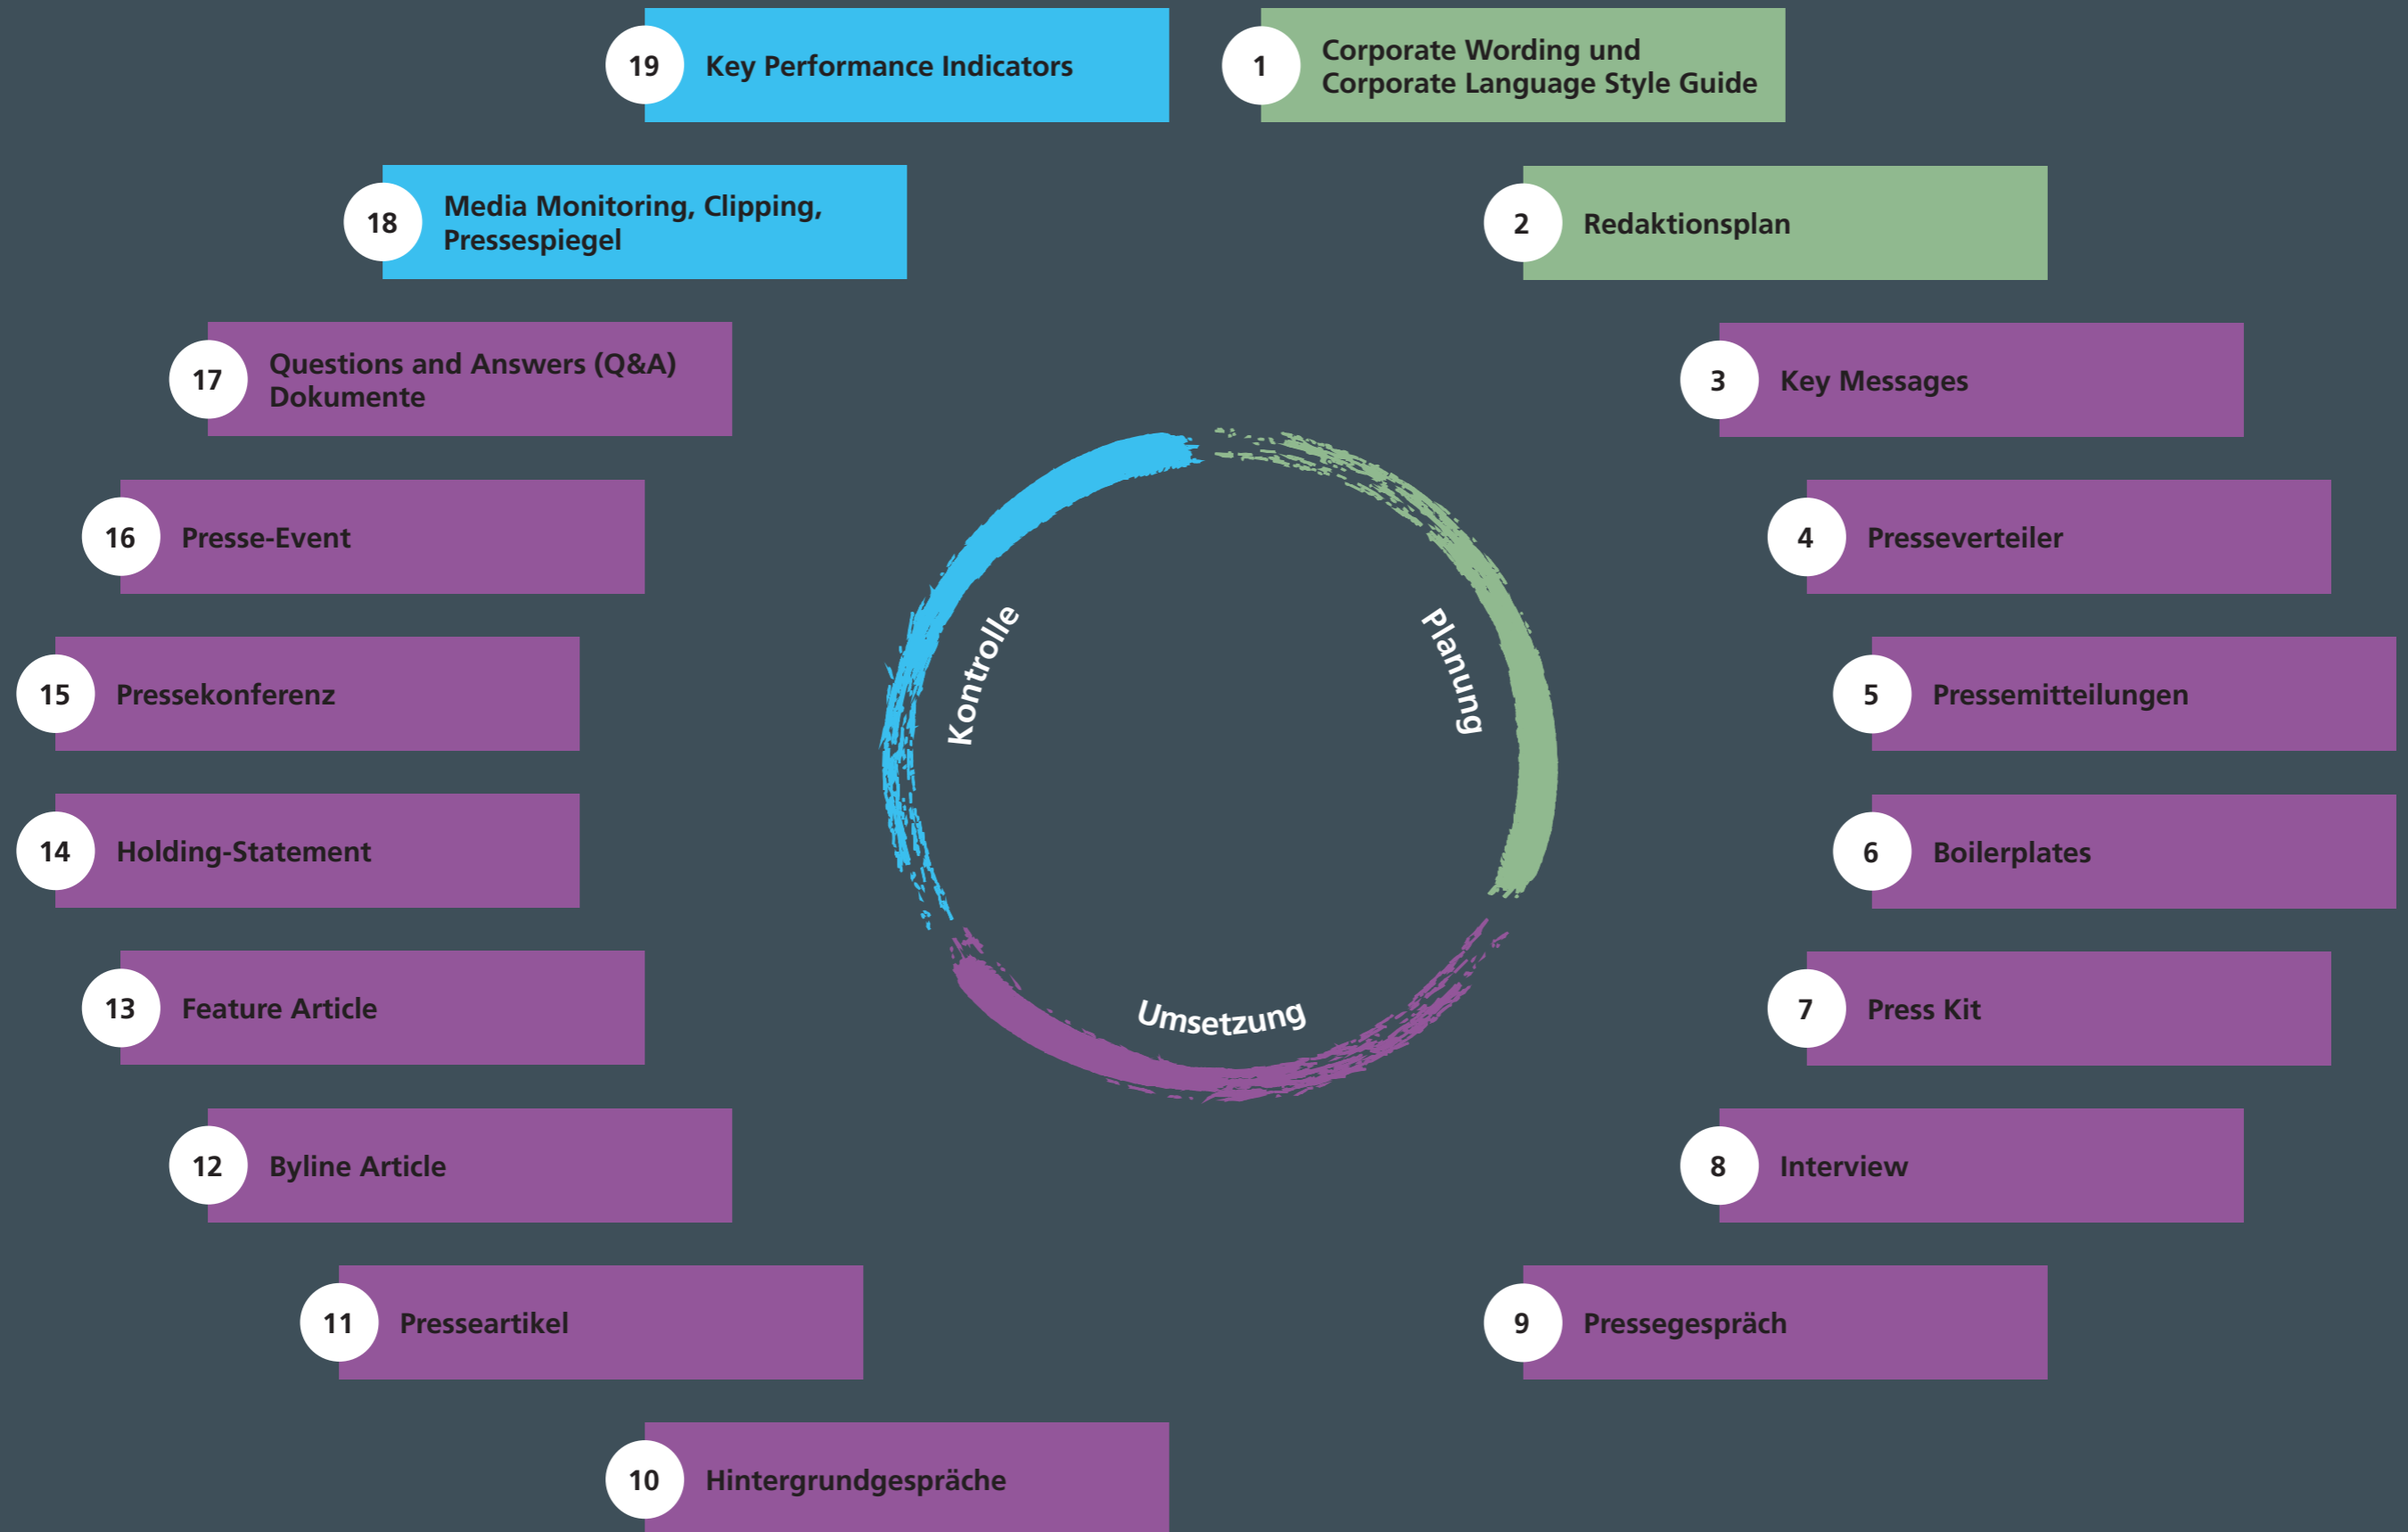 1
Corporate Wording und
Corporate Language Style Guide
2
Redaktionsplan
3
Key Messages
4
Presseverteiler
5
Pressemitteilungen
6
Boilerplates
7
Press Kit
8
Interview
9
Pressegespräch
10
Hintergrundgespräche
11
Presseartikel
12
Byline Article
13
Feature Article
14
Holding-Statement
15
Pressekonferenz
16
Presse-Event
17
Questions and Answers (Q&A)
Dokumente
18
Media Monitoring, Clipping,
Pressespiegel
19
Key Performance Indicators
Planung
Umsetzung
Kontrolle